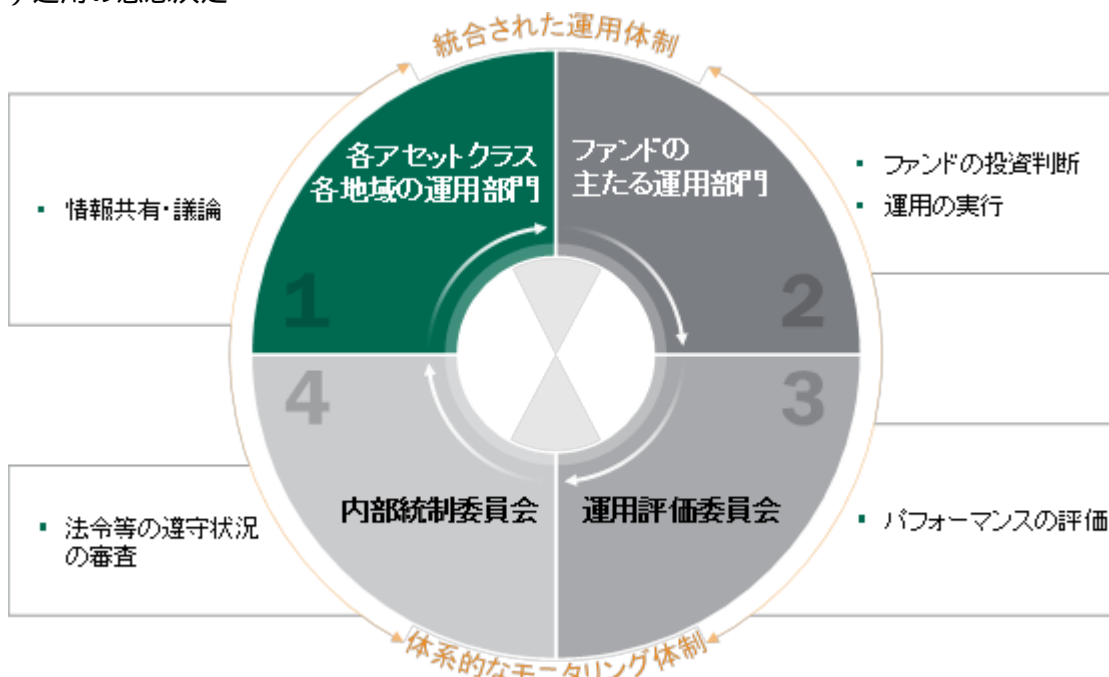 統合された運用体制
各アセットクラス
各地域の運用部門
ファンドの
主たる運用部門
▪ 情報共有・議論
▪ ファンドの投資判断
▪ 運用の実行
1
2
4
3
内部統制委員会
運用評価委員会
▪ 法令等の遵守状況
の審査
▪ パフォーマンスの評価
体系的なモニタリング体制